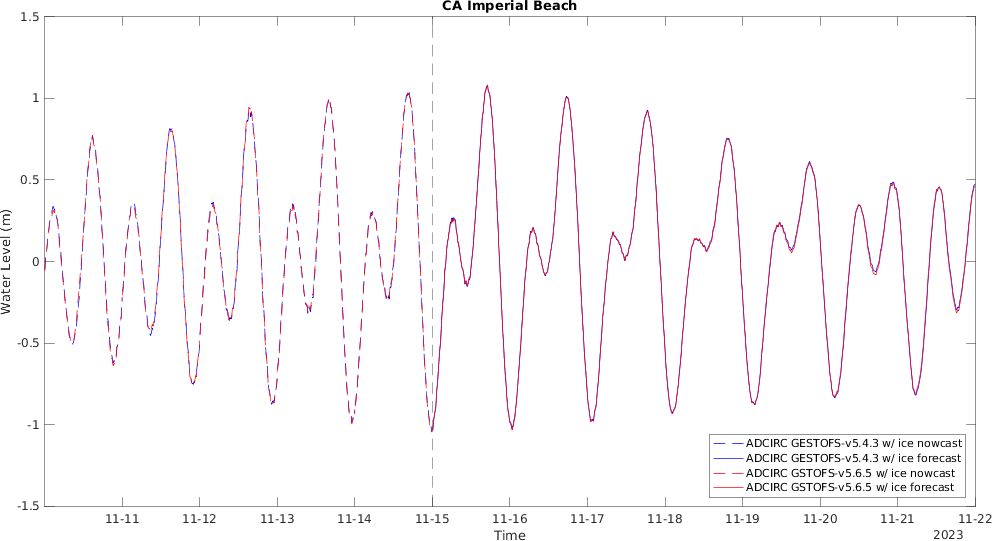 CA Imperial Beach
1.5
1
0.5
0
-0.5
-1
-1.5
Water Level (m)
11-11 11-12 11-13 11-14 11-15 11-16 11-17 11-18 11-19 11-20 11-21 11-22
Time
2023
ADCIRC GESTOFS-v5.4.3 w/ ice nowcast
ADCIRC GESTOFS-v5.4.3 w/ ice forecast
ADCIRC GSTOFS-v5.6.5 w/ ice nowcast
ADCIRC GSTOFS-v5.6.5 w/ ice forecast